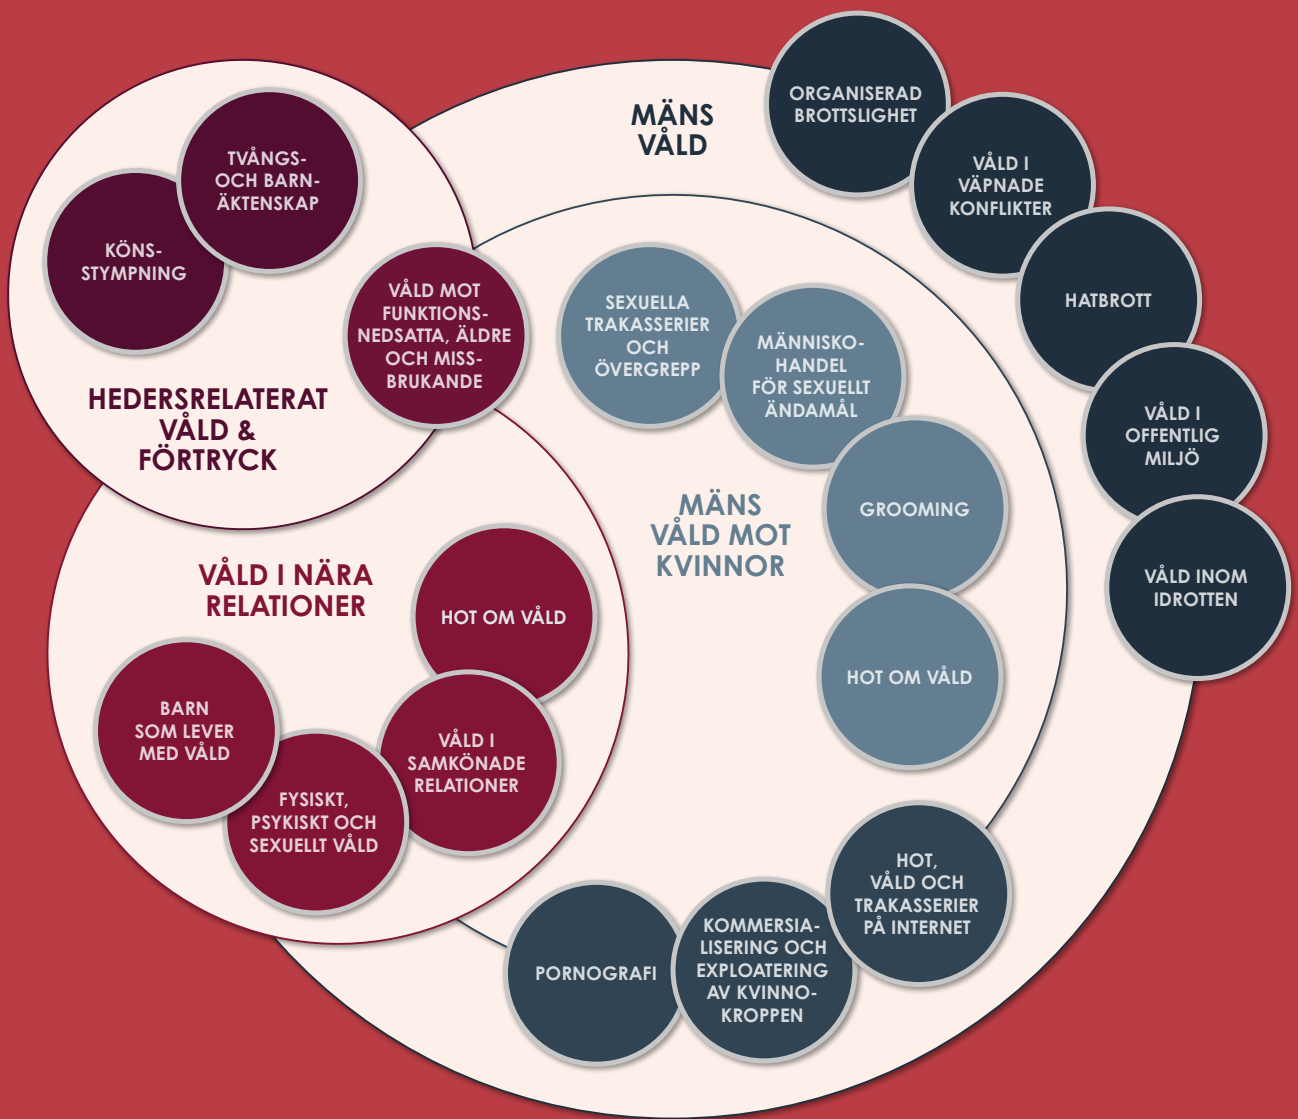 MÄNS
VÅLD
ORGANISERAD
BROTTSLIGHET
VÅLD I
VÄPNADE
KONFLIKTER
HATBROTT
VÅLD I
OFFENTLIG
MILJÖ
VÅLD INOM
IDROTTEN
TVÅNGS-
OCH BARN-
ÄKTENSKAP
KÖNS-
STYMPNING
VÅLD MOT
FUNKTIONS-
NEDSATTA, ÄLDRE
OCH MISS-
BRUKANDE
HEDERSRELATERAT
VÅLD &
FÖRTRYCK
SEXUELLA
TRAKASSERIER
OCH
ÖVERGREPP
MÄNNISKO-
HANDEL
FÖR SEXUELLT
ÄNDAMÅL
GROOMING
MÄNS
VÅLD MOT
KVINNOR
HOT OM VÅLD
VÅLD I NÄRA
RELATIONER
HOT OM VÅLD
VÅLD I
SAMKÖNADE
RELATIONER
BARN
SOM LEVER
MED VÅLD
FYSISKT,
PSYKISKT OCH
SEXUELLT VÅLD
HOT,
VÅLD OCH
TRAKASSERIER
PÅ INTERNET
KOMMERSIA-
LISERING OCH
EXPLOATERING
AV KVINNO-
KROPPEN
PORNOGRAFI